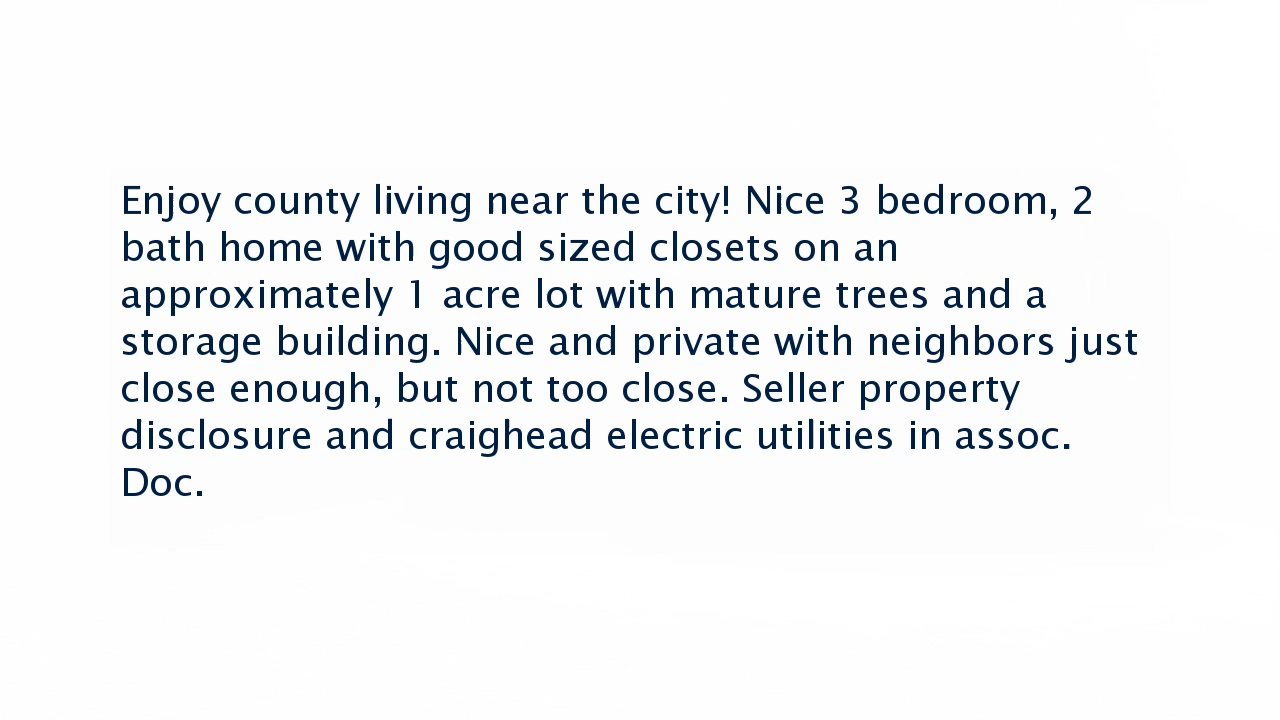 Enjoy county living near the city! Nice 3 bedroom, 2
bath home with good sized closets on an
approximately 1 acre lot with mature trees and a
storage building. Nice and private with neighbors just
close enough, but not too close. Seller property
disclosure and craighead electric utilities in assoc.
Doc.